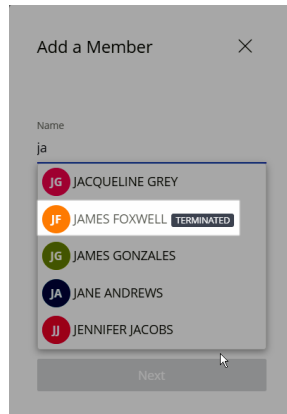 Add a Member
Name
ja
JG JACQUELINE GREY
JF JAMES FOXWELL TERMINATED
JG JAMES GONZALES
JA JANE ANDREWS
JJ JENNIFER JACOBS
Next